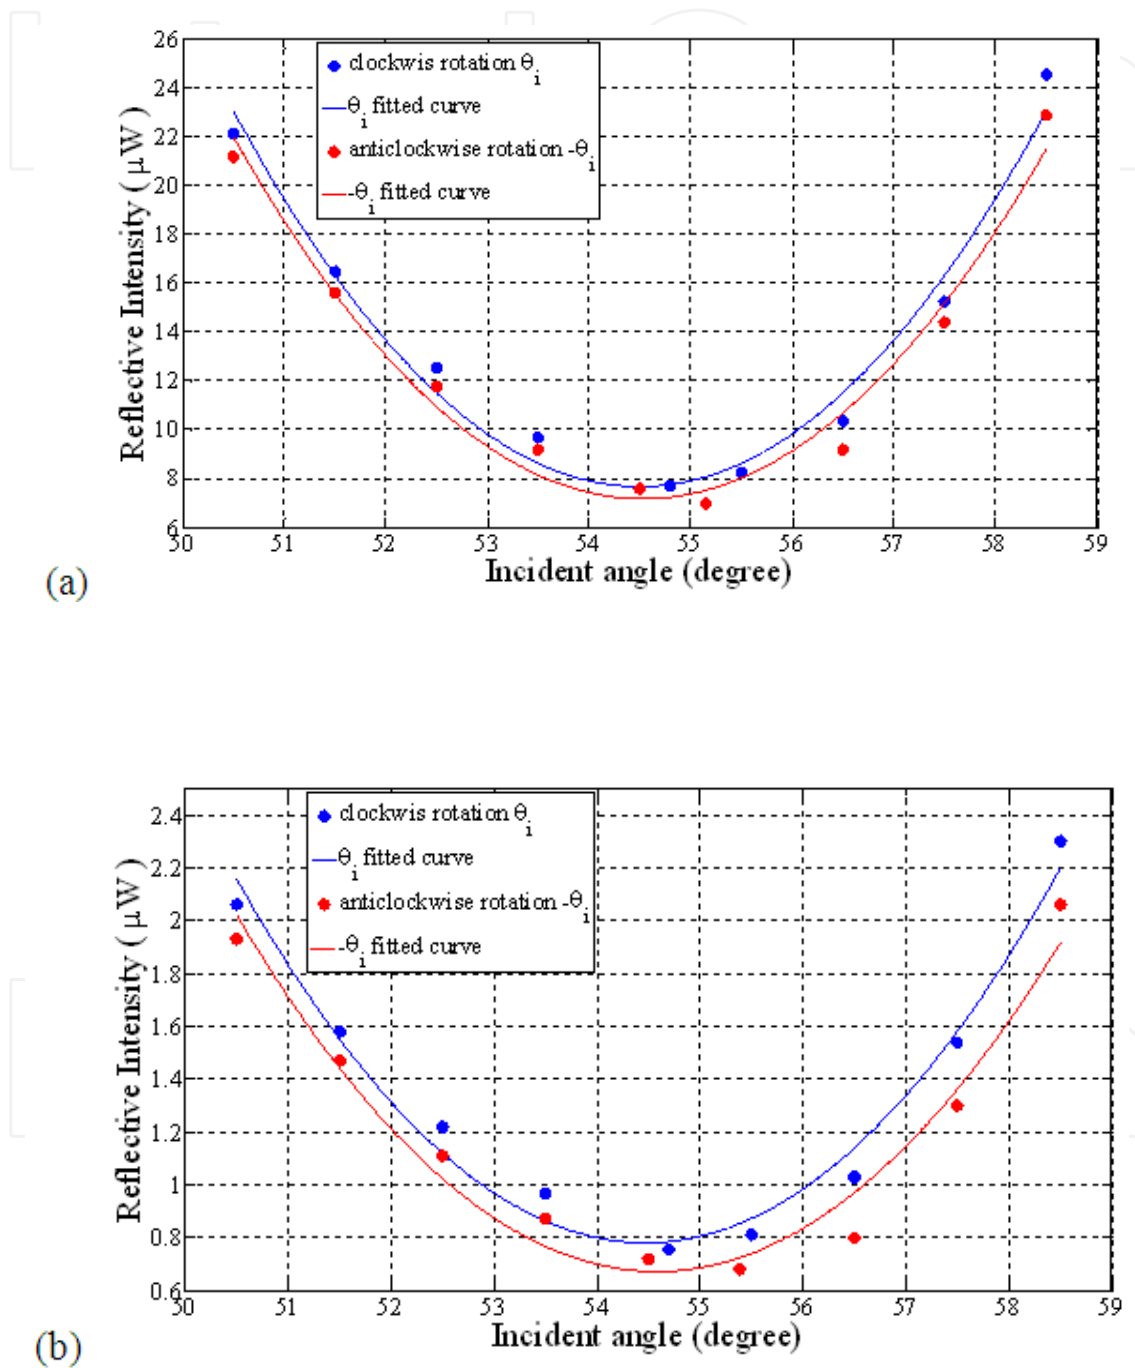 26
24
22
20
18
16
14
12
10
8
6
Reflective Intensity ( μW )
clockwis rotation θi
θi fitted curve
anticlockwise rotation -θi
-θi fitted curve
50 51 52 53 54 55 56 57 58 59
Incident angle (degree)
(a)
2.4
2.2
2
1.8
1.6
1.4
1.2
1
0.8
0.6
Reflective Intensity ( μW )
clockwis rotation θi
θi fitted curve
anticlockwise rotation -θi
-θi fitted curve
50 51 52 53 54 55 56 57 58 59
Incident angle (degree)
(b)